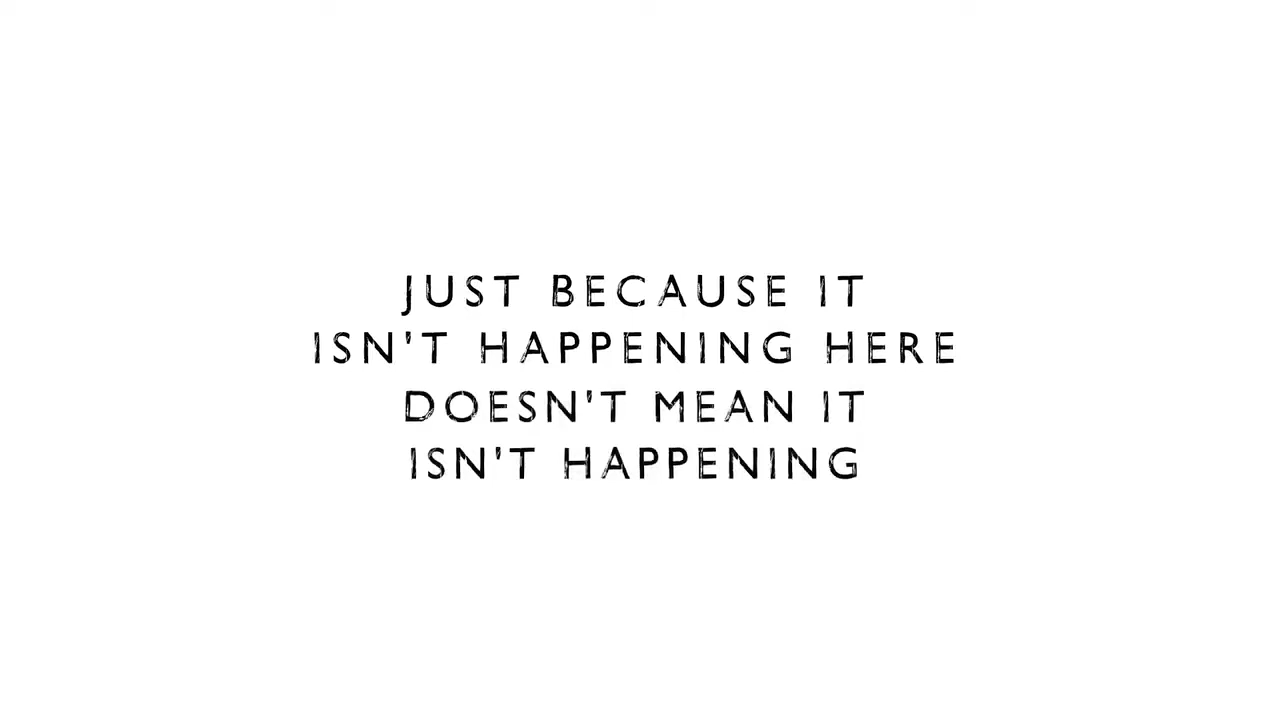 JUST BECAUSE IT
ISN'T HAPPENING HERE
DOESN'T MEAN IT
ISN'T HAPPENING